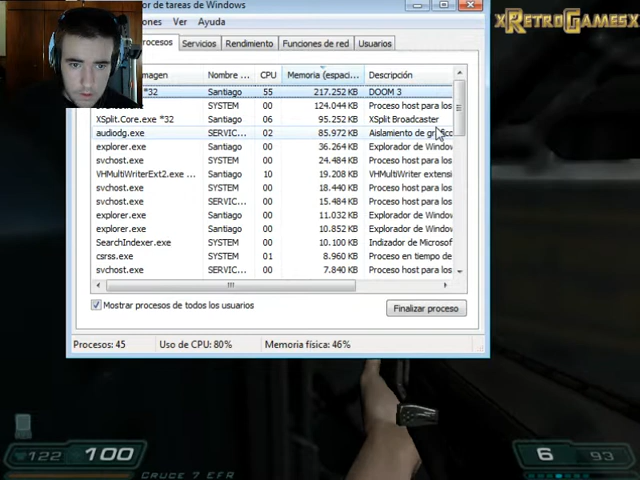 dor de tareas de Windows
xRetroGamesx
ones Ver Ayuda
rocesos Servicios Rendimiento Funciones de red Usuarios
magen Nombre ... CPU Memoria (espaci... Descripción
*32 Santiago 55 217.252 KB DOOM 3
SYSTEM 00 124.044 KB Proceso host para los
XSplit.Core.exe *32 Santiago 06 95.252 KB XSplit Broadcaster
audiodg.exe SERVIC... 02 85.972 KB Aislamiento de gráfico
explorer.exe Santiago 00 36.264 KB Explorador de Window
svchost.exe SYSTEM 00 24.484 KB Proceso host para los
VHMultiWriterExt2.exe ... Santiago 10 19.208 KB VHMultiWriter extensi
svchost.exe SYSTEM 00 18.440 KB Proceso host para los
svchost.exe SERVIC... 00 15.484 KB Proceso host para los
explorer.exe Santiago 00 11.032 KB Explorador de Window
explorer.exe Santiago 00 10.852 KB Explorador de Window
SearchIndexer.exe SYSTEM 00 10.100 KB Indizador de Microsof
csrss.exe SYSTEM 01 8.960 KB Proceso en tiempo de
svchost.exe SERVIC... 00 7.840 KB Proceso host para los
Mostrar procesos de todos los usuarios Finalizar proceso
Procesos: 45 Uso de CPU: 80% Memoria física: 46%
122 100 6 93
CRUCE 7 EFR